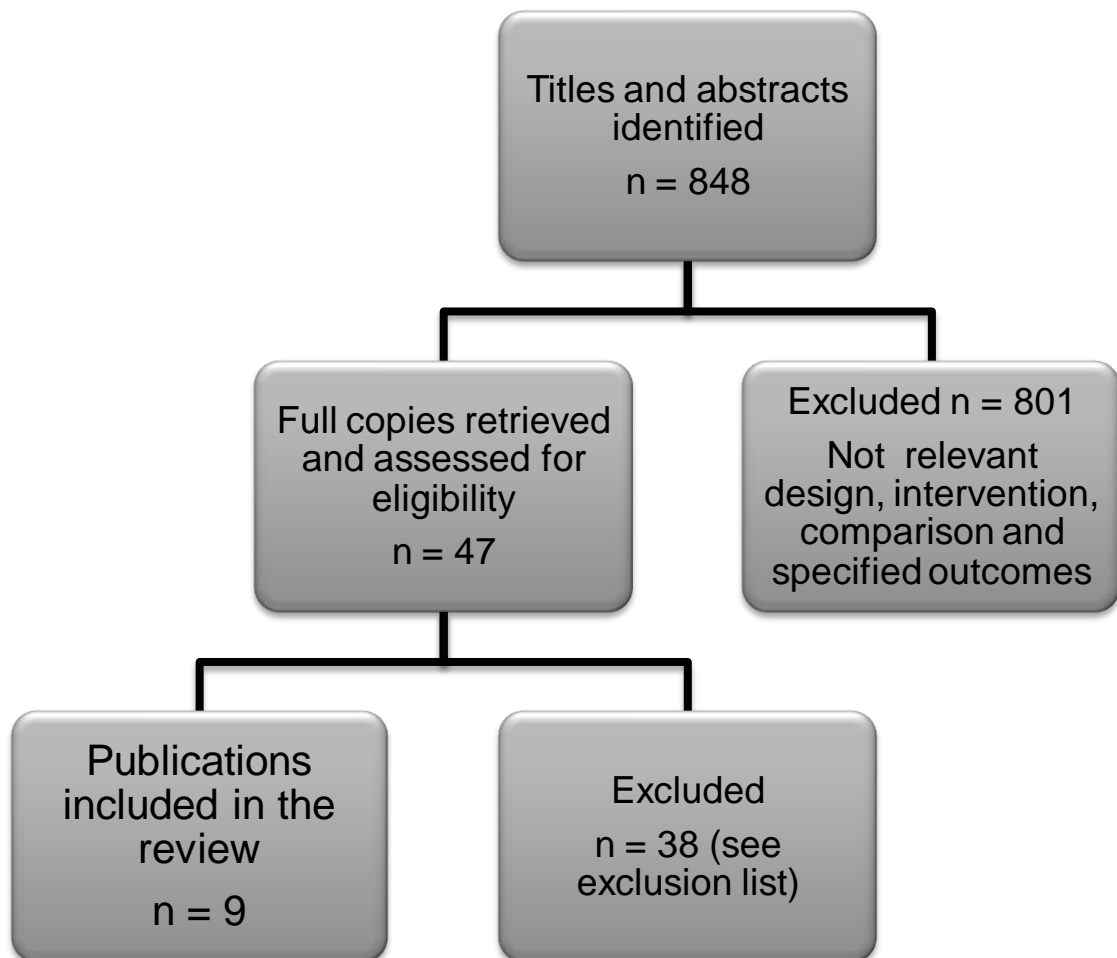 Titles and abstracts
identified
n = 848
Full copies retrieved
and assessed for
eligibility
n = 47
Excluded n = 801
Not relevant
design, intervention,
comparison and
specified outcomes
Publications
included in the
review
n = 9
Excluded
n = 38 (see
exclusion list)